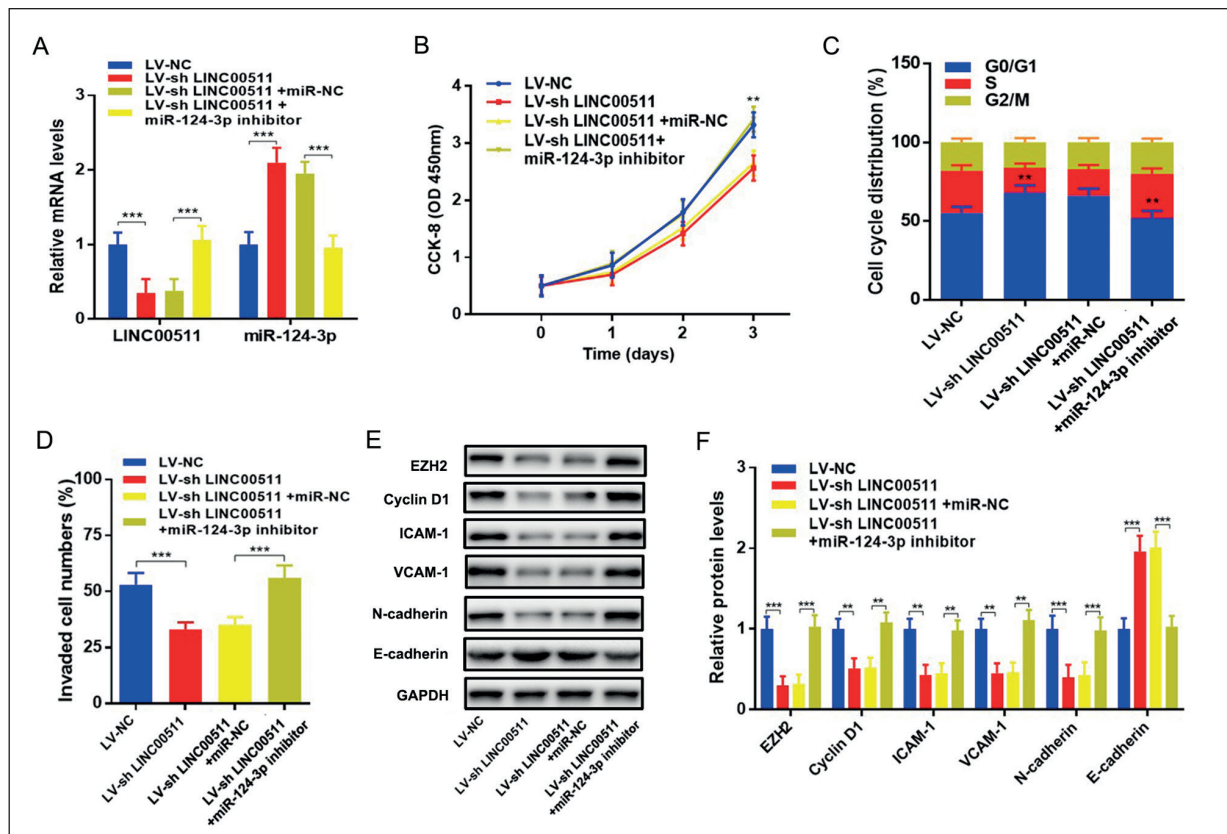 A
LV-NC
LV-sh LINC00511
LV-sh LINC00511 +miR-NC
LV-sh LINC00511 +
miR-124-3p inhibitor
Relative mRNA levels
3
2
1
0
***
***
***
***
LINC00511
miR-124-3p
B
LV-NC
LV-sh LINC00511
LV-sh LINC00511 +miR-NC
LV-sh LINC00511+
miR-124-3p inhibitor
CCK-8 (OD 450nm)
4
3
2
1
0
**
0
1
2
3
Time (days)
C
G0/G1
S
G2/M
Cell cycle distribution (%)
150
100
50
0
**
**
LV-NC
LV-sh LINC00511
LV-sh LINC00511
+miR-NC
LV-sh LINC00511
+miR-124-3p inhibitor
D
LV-NC
LV-sh LINC00511
LV-sh LINC00511 +miR-NC
LV-sh LINC00511
+miR-124-3p inhibitor
Invaded cell numbers (%)
100
75
50
25
0
***
***
LV-NC
LV-sh LINC00511
LV-sh LINC00511
+miR-NC
LV-sh LINC00511
+miR-124-3p inhibitor
E
EZH2
Cyclin D1
ICAM-1
VCAM-1
N-cadherin
E-cadherin
GAPDH
LV-NC
LV-sh LINC00511
LV-sh LINC00511
+miR-NC
LV-sh LINC00511
+miR-124-3p inhibitor
F
LV-NC
LV-sh LINC00511
LV-sh LINC00511 +miR-NC
LV-sh LINC00511
+miR-124-3p inhibitor
Relative protein levels
3
2
1
0
***
***
**
**
**
**
**
**
***
***
***
***
EZH2
Cyclin D1
ICAM-1
VCAM-1
N-cadherin
E-cadherin